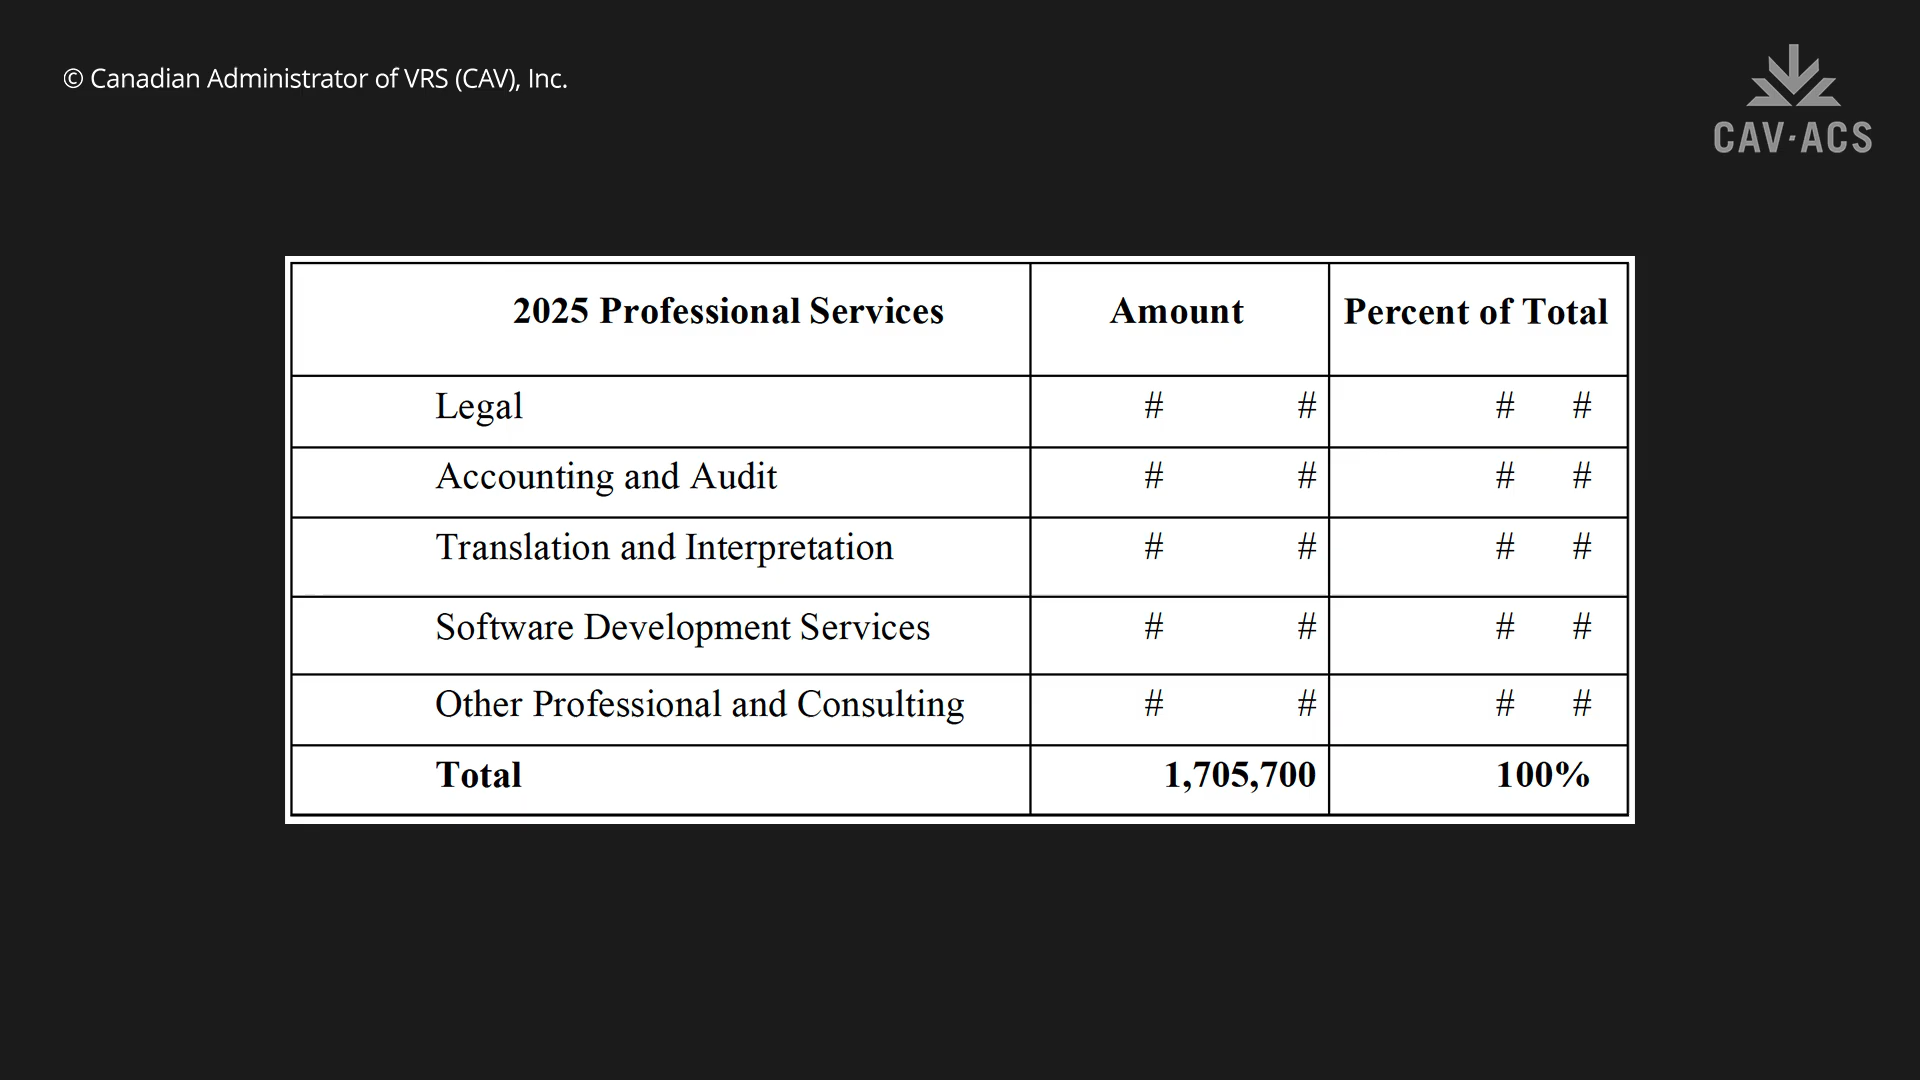 © Canadian Administrator of VRS (CAV), Inc.
CAV·ACS
2025 Professional Services Amount Percent of Total
Legal # # # #
Accounting and Audit # # # #
Translation and Interpretation # # # #
Software Development Services # # # #
Other Professional and Consulting # # # #
Total 1,705,700 100%